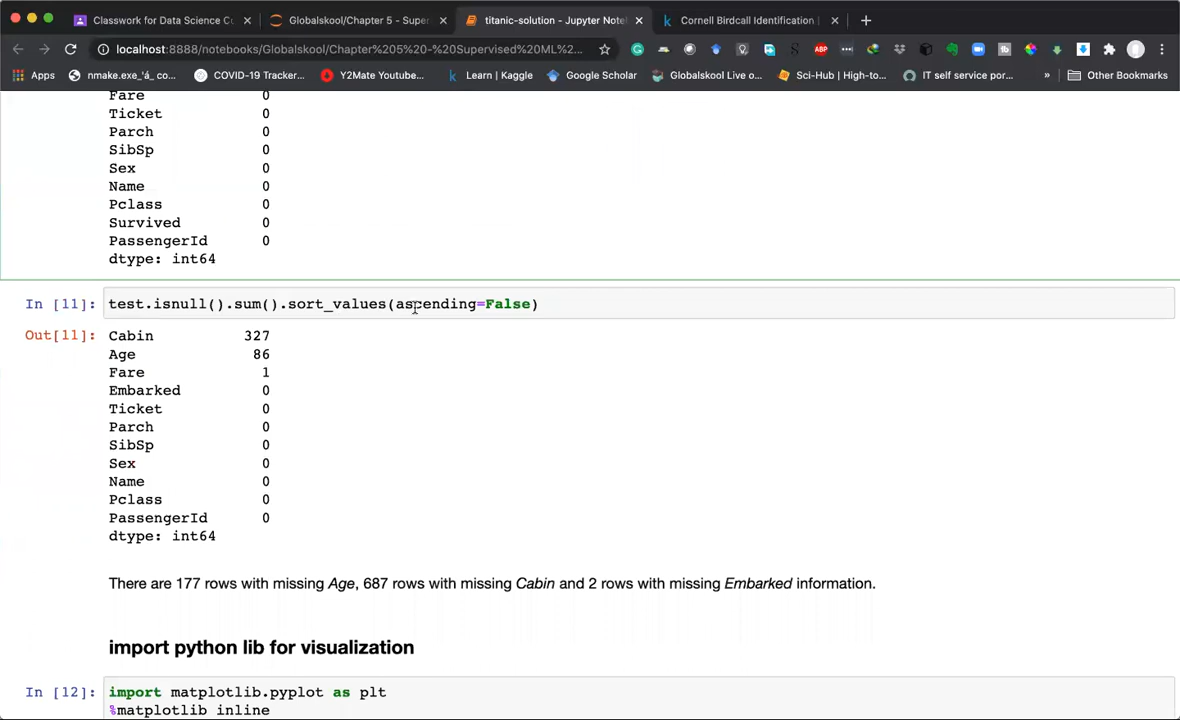 Classwork for Data Science Co
Globalskool/Chapter 5 - Super
titanic-solution - Jupyter Note
Cornell Birdcall Identification |
localhost:8888/notebooks/Globalskool/Chapter%205%20-%20Supervised%20ML%2...
Apps
nmake.exe'á_ co...
COVID-19 Tracker...
Y2Mate Youtube...
Learn | Kaggle
Google Scholar
Globalskool Live o...
Sci-Hub | High-to...
IT self service por...
»
Other Bookmarks
Fare 0
Ticket 0
Parch 0
SibSp 0
Sex 0
Name 0
Pclass 0
Survived 0
PassengerId 0
dtype: int64
In [11]: test.isnull().sum().sort_values(ascending=False)
Out[11]: Cabin 327
Age 86
Fare 1
Embarked 0
Ticket 0
Parch 0
SibSp 0
Sex 0
Name 0
Pclass 0
PassengerId 0
dtype: int64
There are 177 rows with missing Age, 687 rows with missing Cabin and 2 rows with missing Embarked information.
import python lib for visualization
In [12]: import matplotlib.pyplot as plt
%matplotlib inline